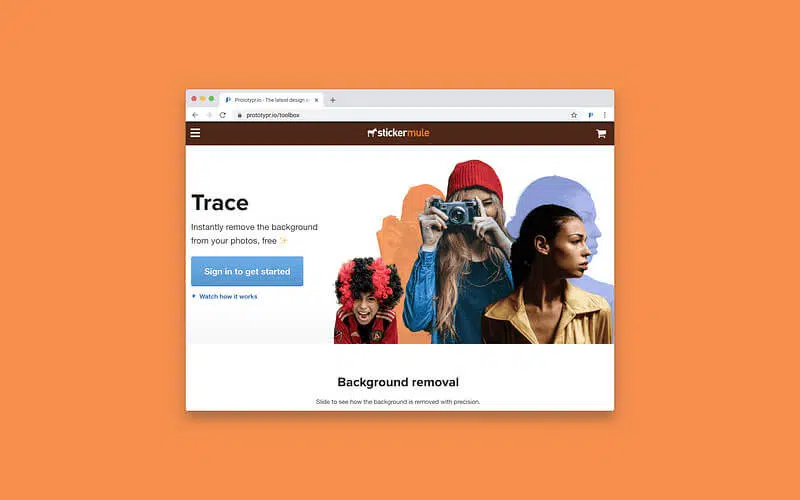 Prototypr.io - The latest design
prototypr.io/toolbox
stickermule
Trace
Instantly remove the background
from your photos, free ✨
Sign in to get started
Watch how it works
Background removal
Slide to see how the background is removed with precision.